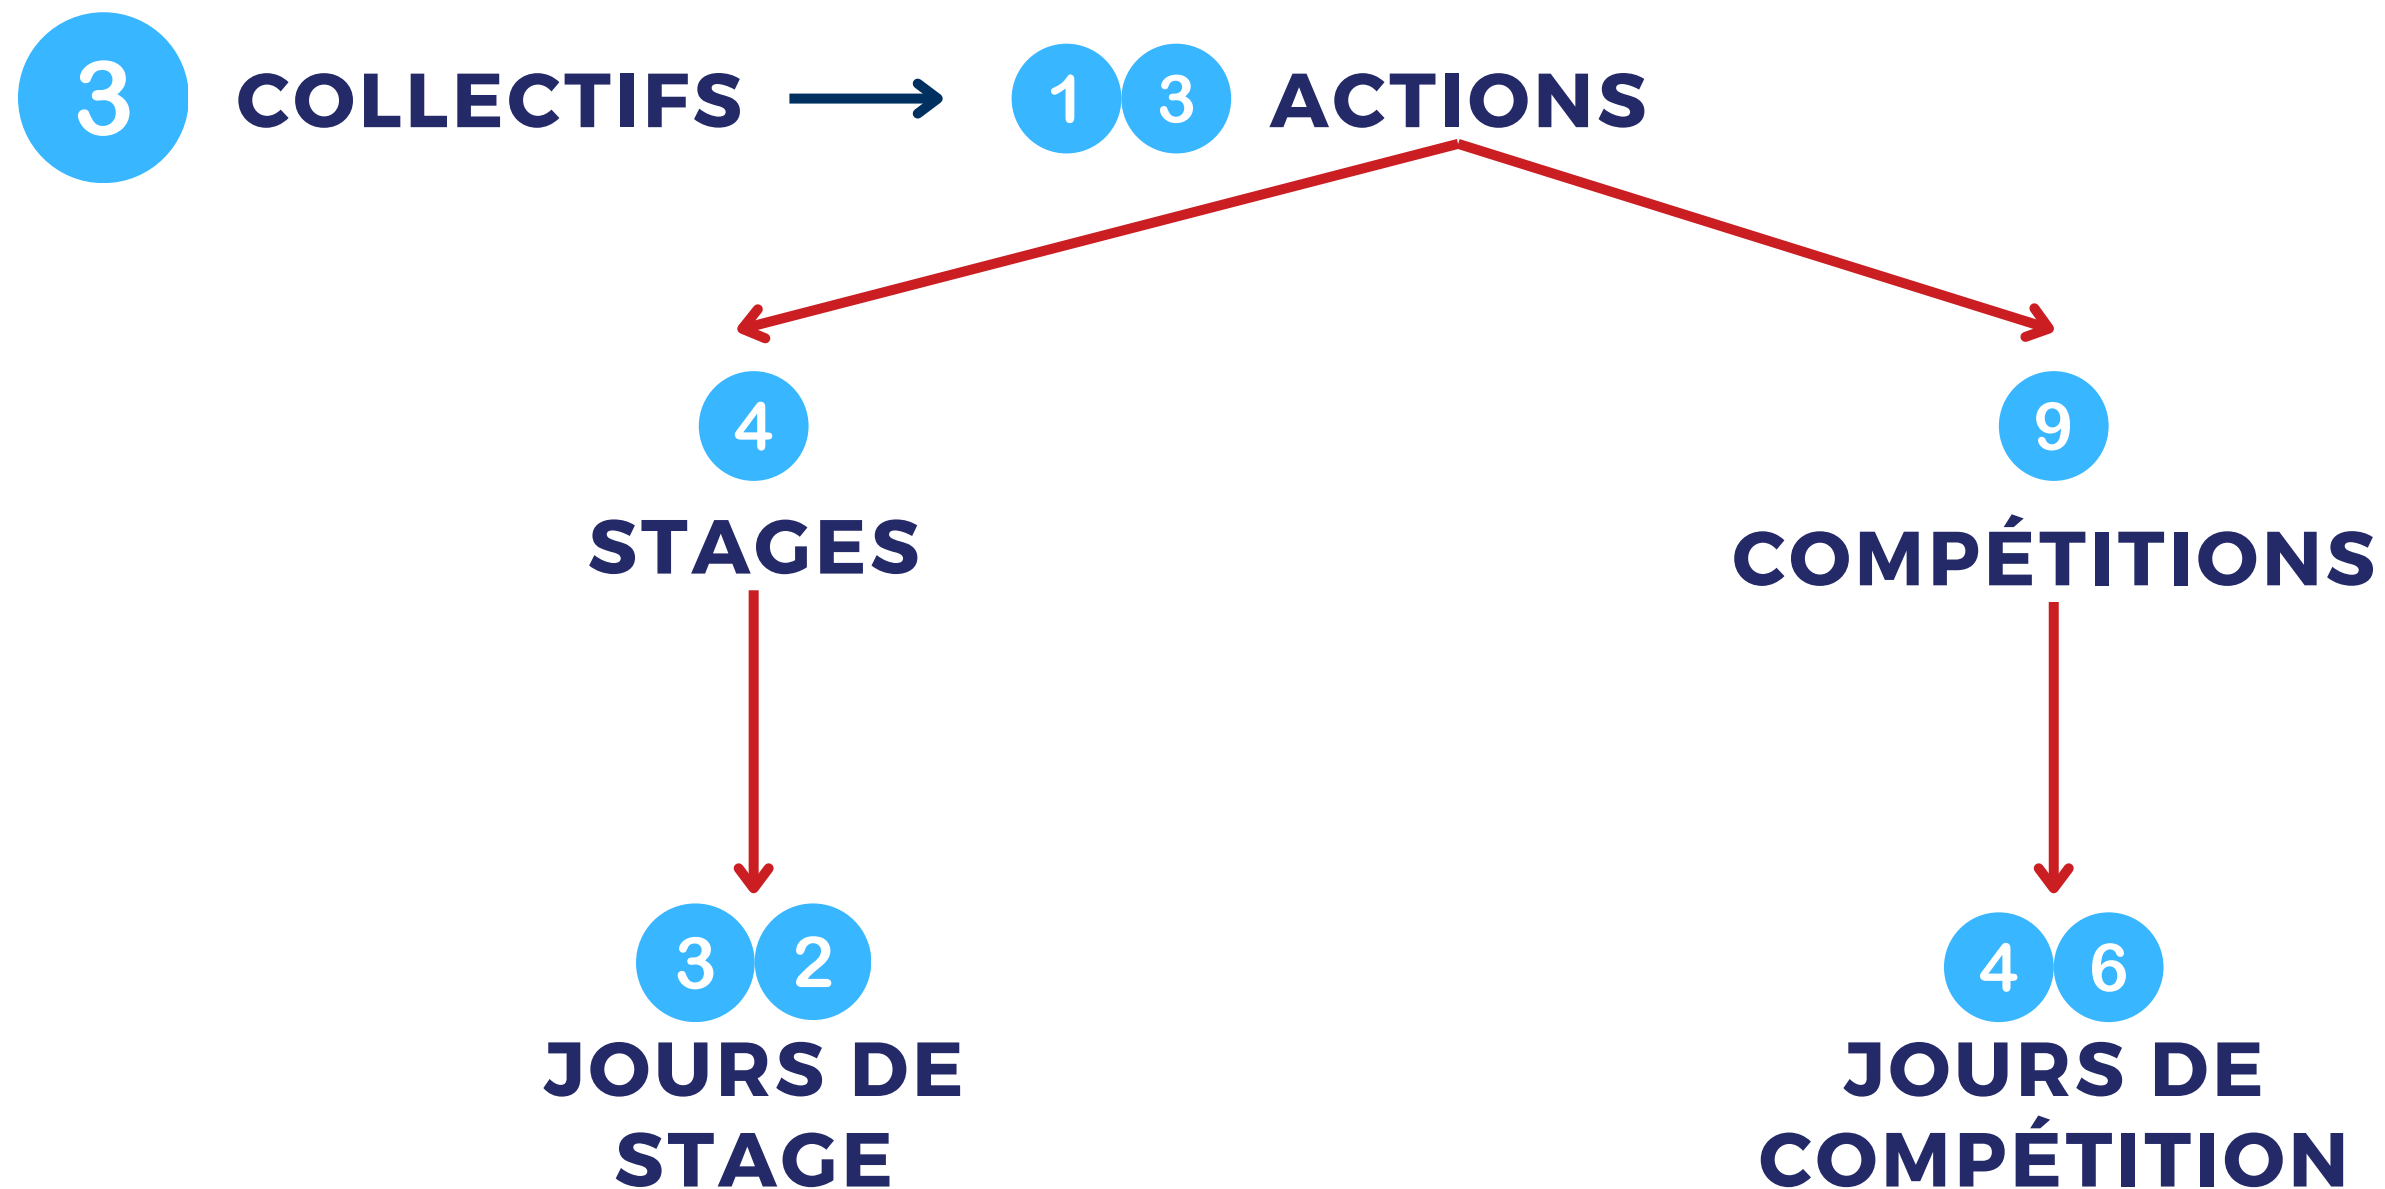 3 COLLECTIFS 13 ACTIONS
4
STAGES
9
COMPÉTITIONS
32
JOURS DE
STAGE
46
JOURS DE
COMPÉTITION